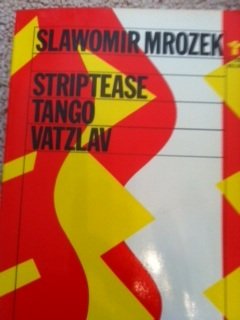 SLAWOMIR MROZEK
STRIPTEASE
TANGO
VATZLAV